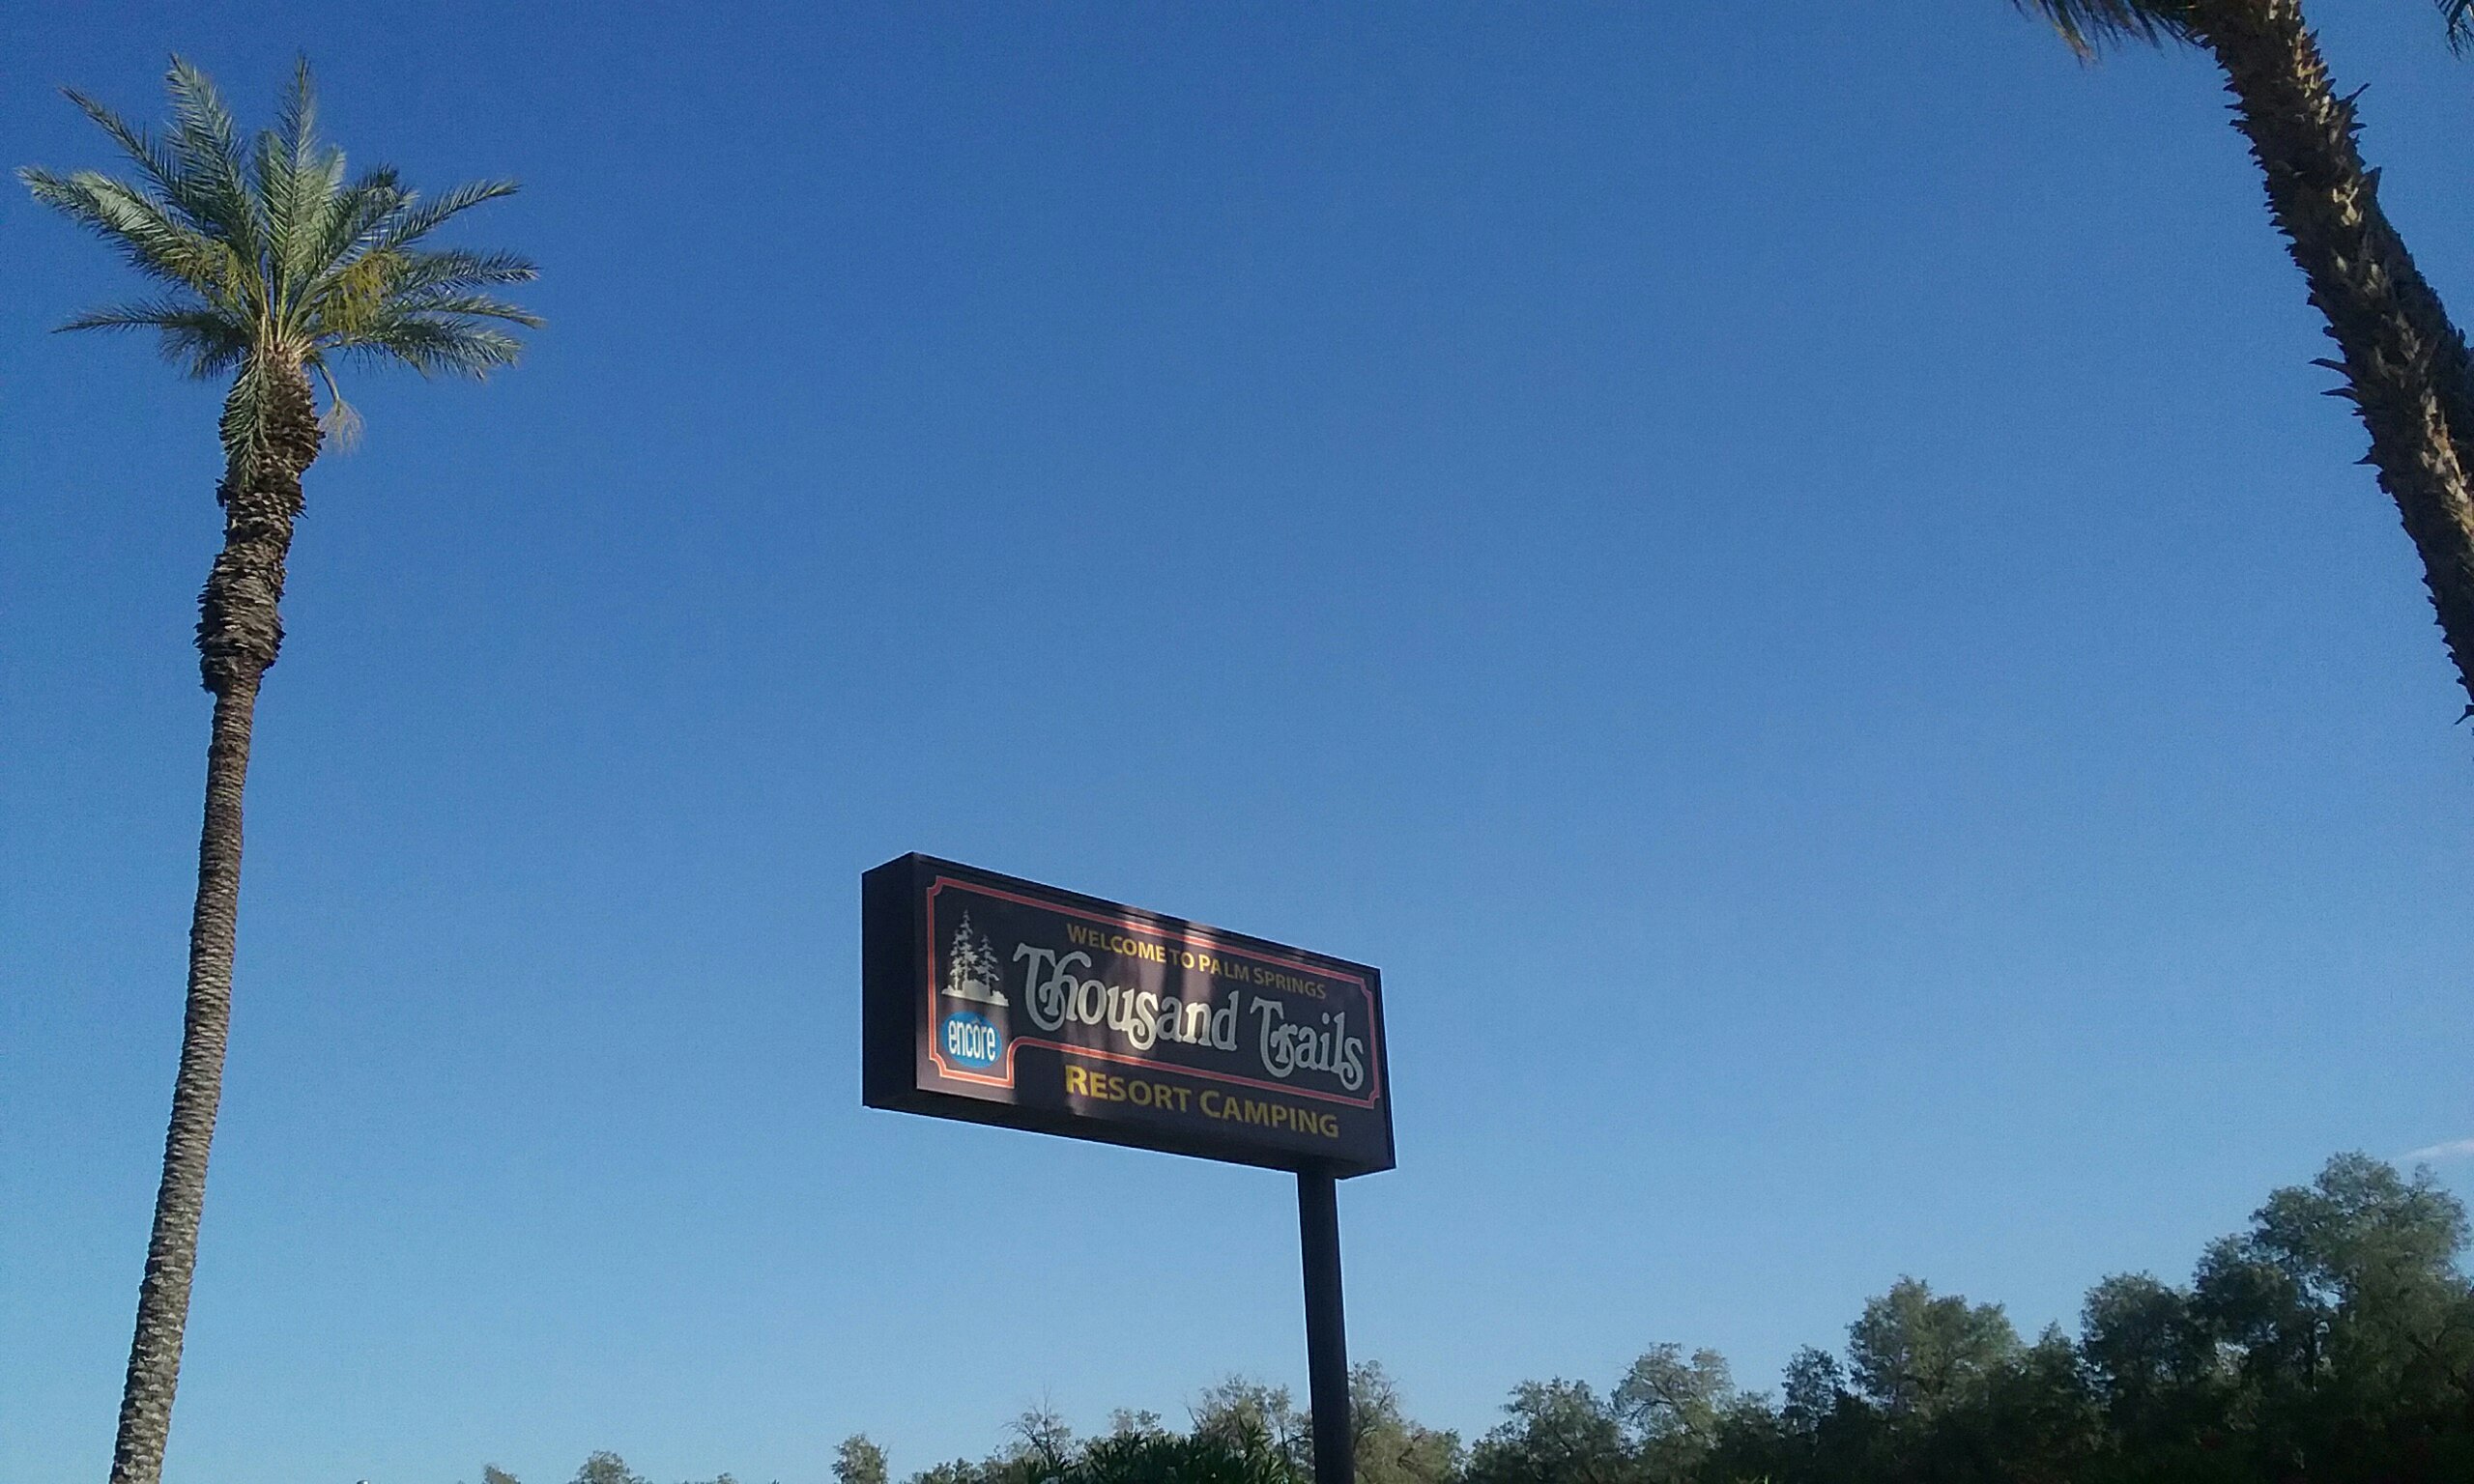 WELCOME TO PALM SPRINGS
Thousand Trails
encore
RESORT CAMPING